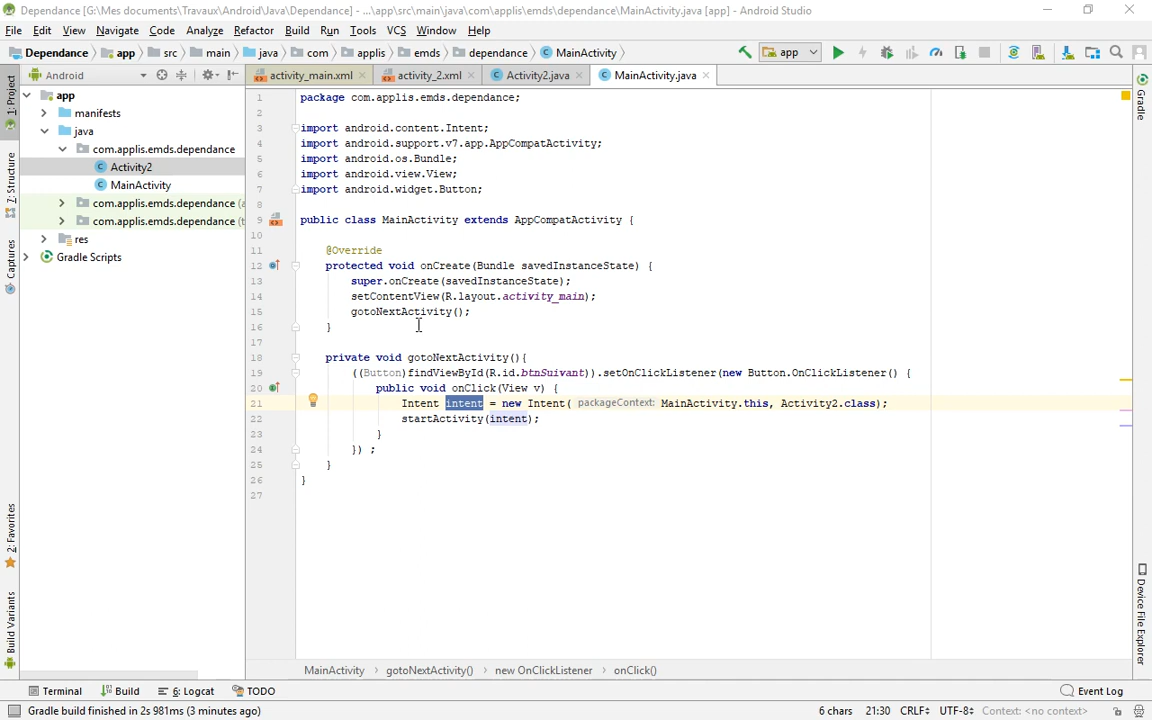 Dependance [G:\Mes documents\Travaux\Android\Java\Dependance] - ...\app\src\main\java\com\applis\emds\dependance\MainActivity.java [app] - Android Studio
File Edit View Navigate Code Analyze Refactor Build Run Tools VCS Window Help
Dependance app src main java com applis emds dependance MainActivity
app
Android
activity_main.xml activity_2.xml Activity2.java MainActivity.java
1: Project
Z: Structure
Captures
2: Favorites
Build Variants
app
manifests
java
com.applis.emds.dependance
Activity2
MainActivity
com.applis.emds.dependance (a
com.applis.emds.dependance (t
res
Gradle Scripts
1 package com.applis.emds.dependance;
2
3 import android.content.Intent;
4 import android.support.v7.app.AppCompatActivity;
5 import android.os.Bundle;
6 import android.view.View;
7 import android.widget.Button;
8
9 public class MainActivity extends AppCompatActivity {
10
11 @Override
12 protected void onCreate(Bundle savedInstanceState) {
13 super.onCreate(savedInstanceState);
14 setContentView(R.layout.activity_main);
15 gotoNextActivity();
16 }
17
18 private void gotoNextActivity(){
19 ((Button)findViewById(R.id.btnSuivant)).setOnClickListener(new Button.OnClickListener() {
20 public void onClick(View v) {
21 Intent intent = new Intent( packageContext: MainActivity.this, Activity2.class);
22 startActivity(intent);
23 }
24 }) ;
25 }
26 }
27
Gradle
Device File Explorer
MainActivity gotoNextActivity() new OnClickListener onClick()
Terminal Build 6: Logcat TODO Event Log
Gradle build finished in 2s 981ms (3 minutes ago) 6 chars 21:30 CRLF UTF-8 Context: <no context>